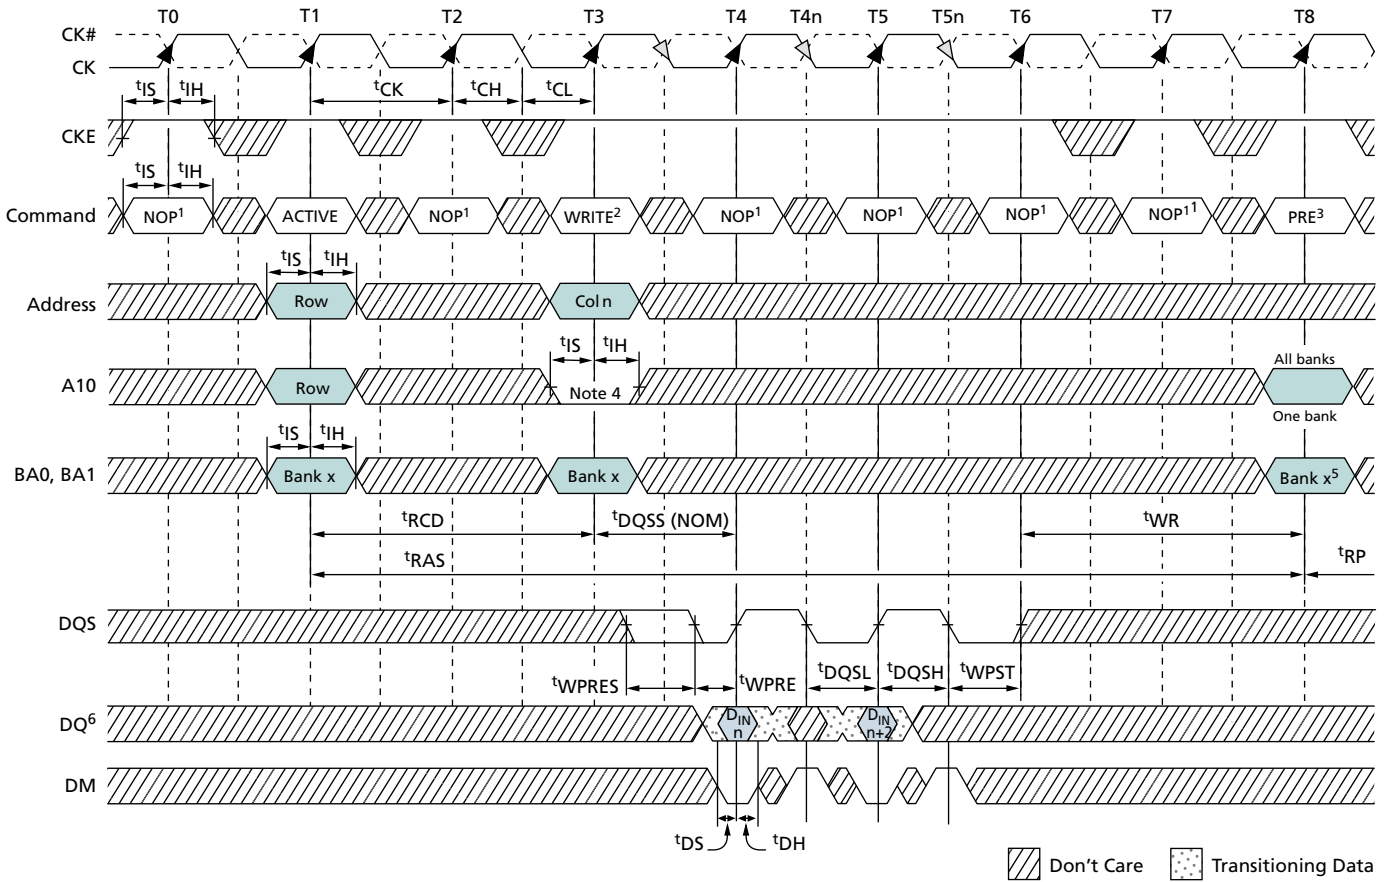 T0 T1 T2 T3 T4 T4n T5 T5n T6 T7 T8
CK#
CK
tIS tIH tCK tCH tCL
CKE
tIS tIH
Command NOP1 ACTIVE NOP1 WRITE2 NOP1 NOP1 NOP1 NOP11 PRE3
tIS tIH
Address Row Col n
tIS tIH
All banks
A10 Row Note 4
One bank
tIS tIH
BA0, BA1 Bank x Bank x Bank x5
tRCD tDQSS (NOM) tWR
tRAS tRP
DQS
tWPRES tWPRE tDQSL tDQSH tWPST
DQ6 DIN n DIN n+2
DM
tDS tDH
Don't Care Transitioning Data